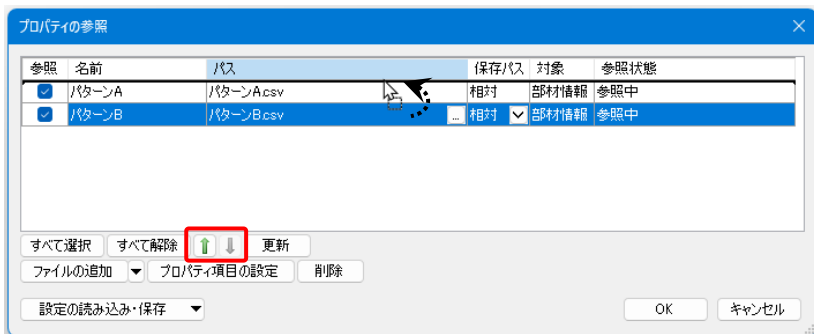 プロパティの参照
参照 名前 パス 保存パス 対象 参照状態
パターンA パターンA.csv 相対 部材情報 参照中
パターンB パターンB.csv ... 相対 部材情報 参照中
すべて選択 すべて解除 更新
ファイルの追加 プロパティ項目の設定 削除
設定の読み込み・保存 OK キャンセル